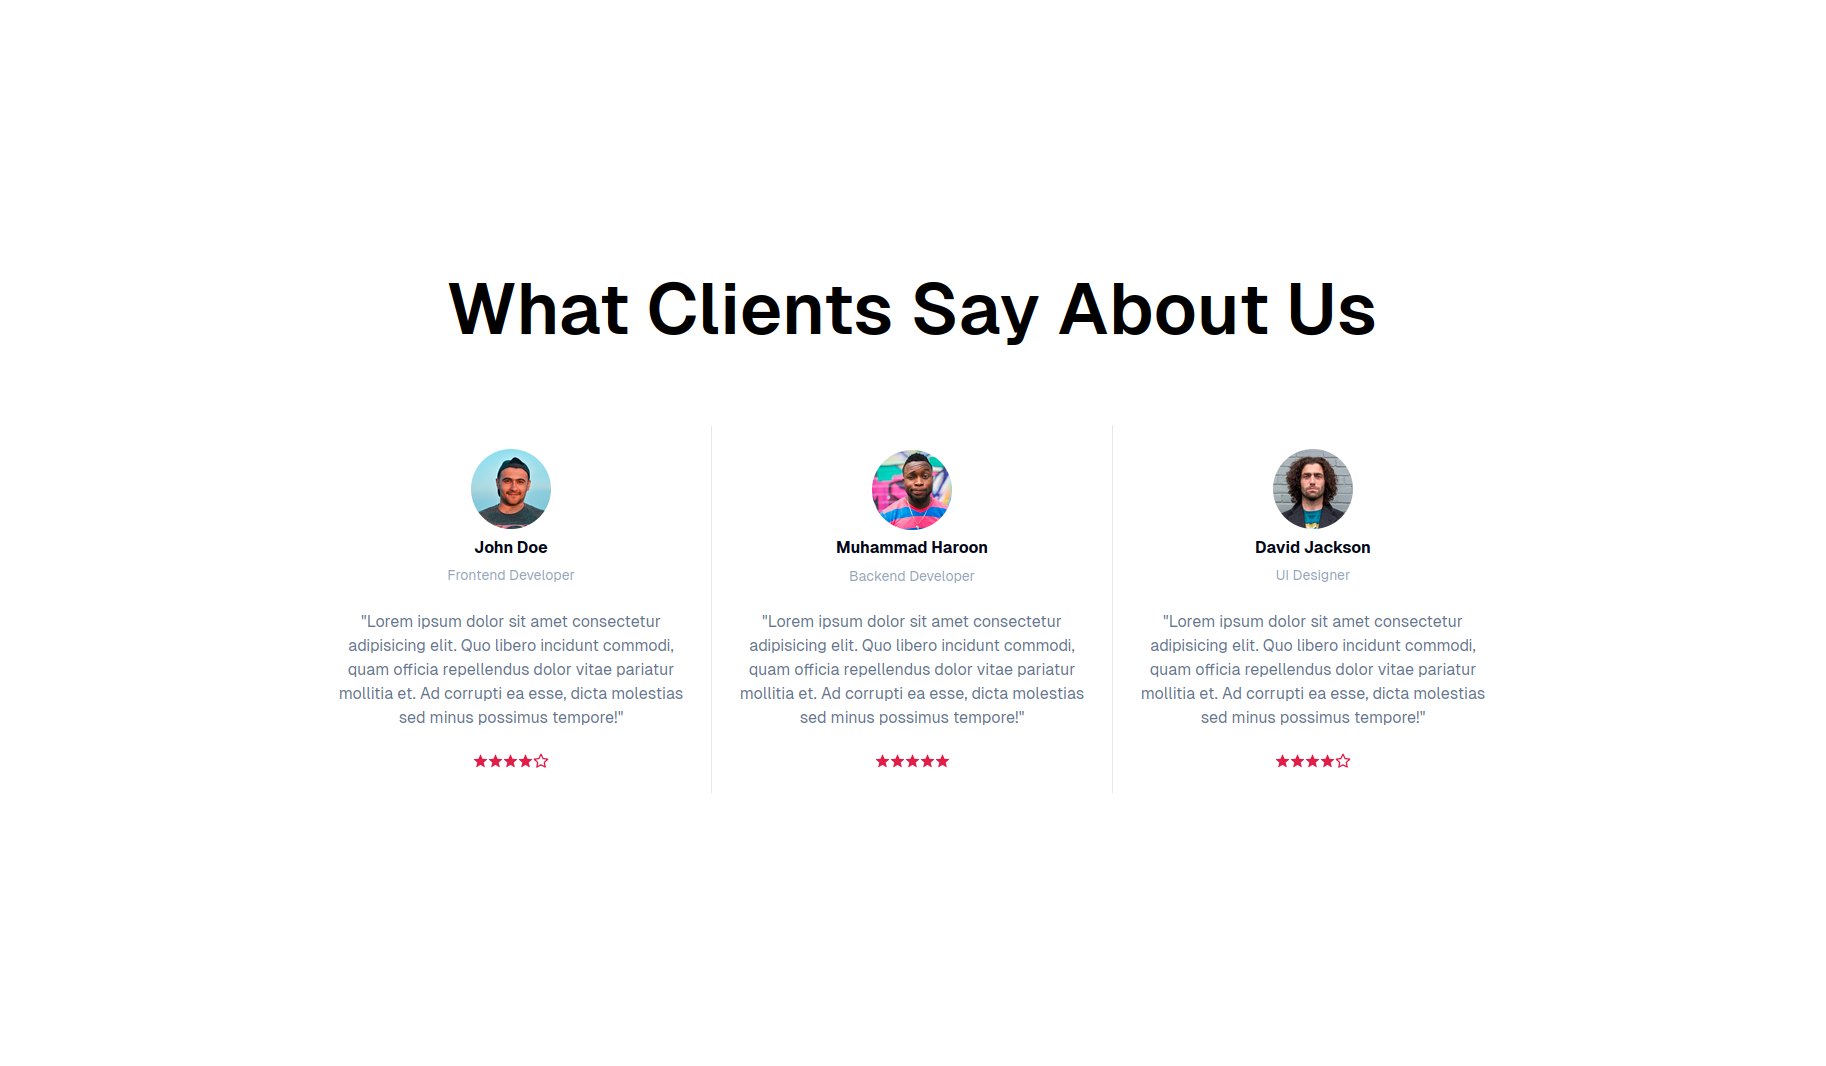 What Clients Say About Us
John Doe
Frontend Developer
"Lorem ipsum dolor sit amet consectetur
adipisicing elit. Quo libero incidunt commodi,
quam officia repellendus dolor vitae pariatur
mollitia et. Ad corrupti ea esse, dicta molestias
sed minus possimus tempore!"
Muhammad Haroon
Backend Developer
"Lorem ipsum dolor sit amet consectetur
adipisicing elit. Quo libero incidunt commodi,
quam officia repellendus dolor vitae pariatur
mollitia et. Ad corrupti ea esse, dicta molestias
sed minus possimus tempore!"
David Jackson
UI Designer
"Lorem ipsum dolor sit amet consectetur
adipisicing elit. Quo libero incidunt commodi,
quam officia repellendus dolor vitae pariatur
mollitia et. Ad corrupti ea esse, dicta molestias
sed minus possimus tempore!"